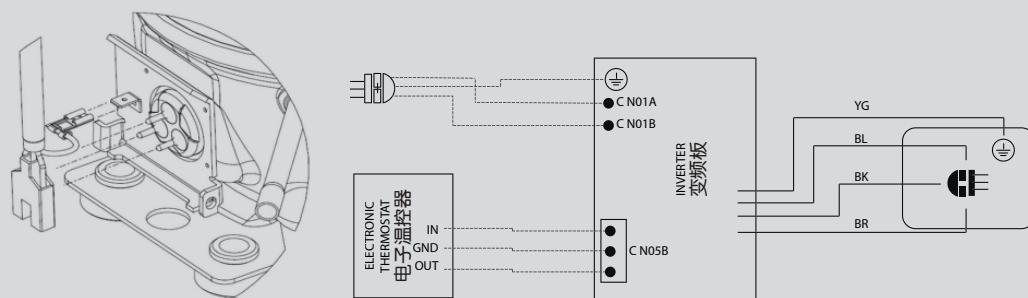 C N01A
C N01B
INVERTER
变频板
YG
BL
BK
BR
ELECTRONIC
THERMOSTAT
电子温控器
IN
GND
OUT
C N05B